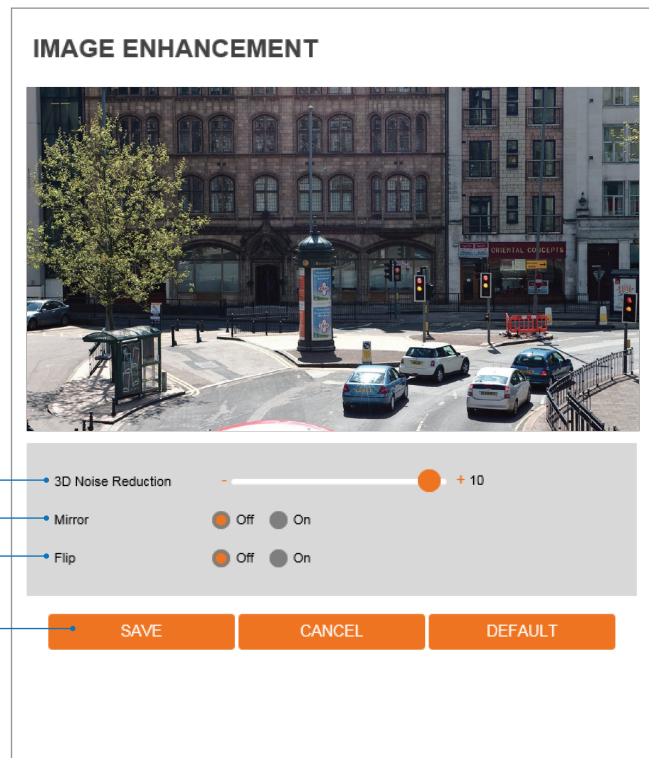 IMAGE ENHANCEMENT
ORIENTAL CONCEPTS
3D Noise Reduction - + 10
Mirror Off On
Flip Off On
SAVE CANCEL DEFAULT